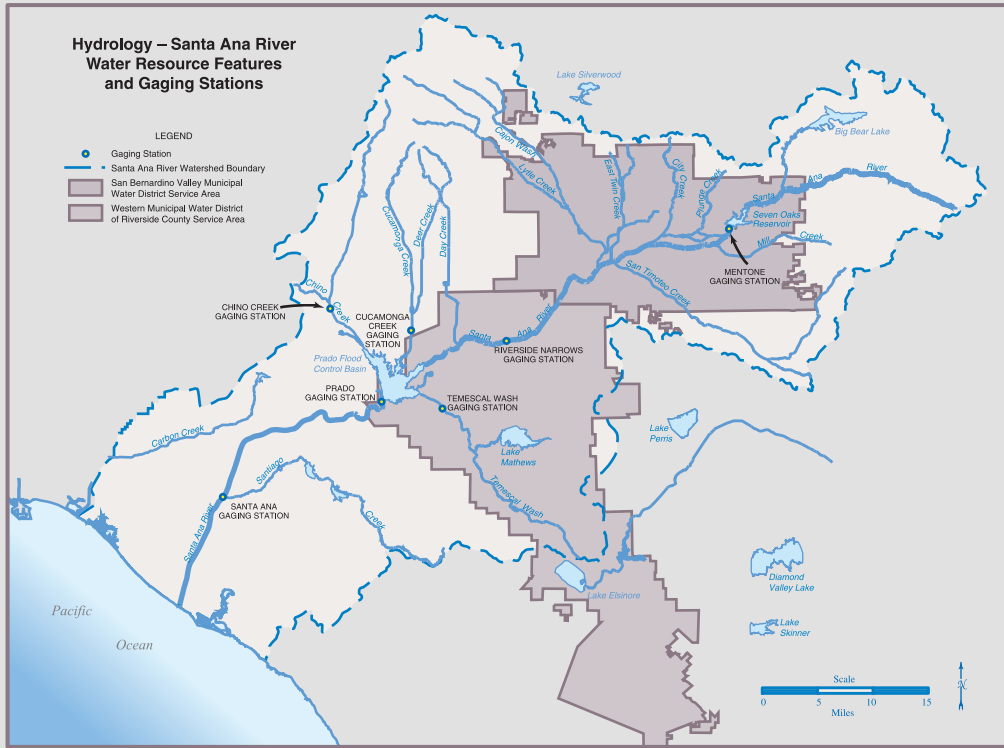 Hydrology – Santa Ana River
Water Resource Features
and Gaging Stations
LEGEND
Gaging Station
Santa Ana River Watershed Boundary
San Bernardino Valley Municipal
Water District Service Area
Western Municipal Water District
of Riverside County Service Area
Lake Silverwood
Big Bear Lake
Cajon Wash
Lytle Creek
East Twin Creek
City Creek
Plunge Creek
Santa Ana River
Seven Oaks
Reservoir
Mill Creek
MENTONE
GAGING STATION
San Timoteo Creek
Cucamonga Creek
Deer Creek
Day Creek
Chino Creek
CHINO CREEK
GAGING STATION
CUCAMONGA
CREEK
GAGING
STATION
Santa Ana River
RIVERSIDE NARROWS
GAGING STATION
Prado Flood
Control Basin
PRADO
GAGING STATION
TEMESCAL WASH
GAGING STATION
Lake
Perris
Carbon Creek
Lake
Mathews
Santiago Creek
Temescal Wash
SANTA ANA
GAGING STATION
Santa Ana River
Diamond
Valley Lake
Lake Elsinore
Pacific
Ocean
Lake
Skinner
Scale
0 5 10 15
Miles
N